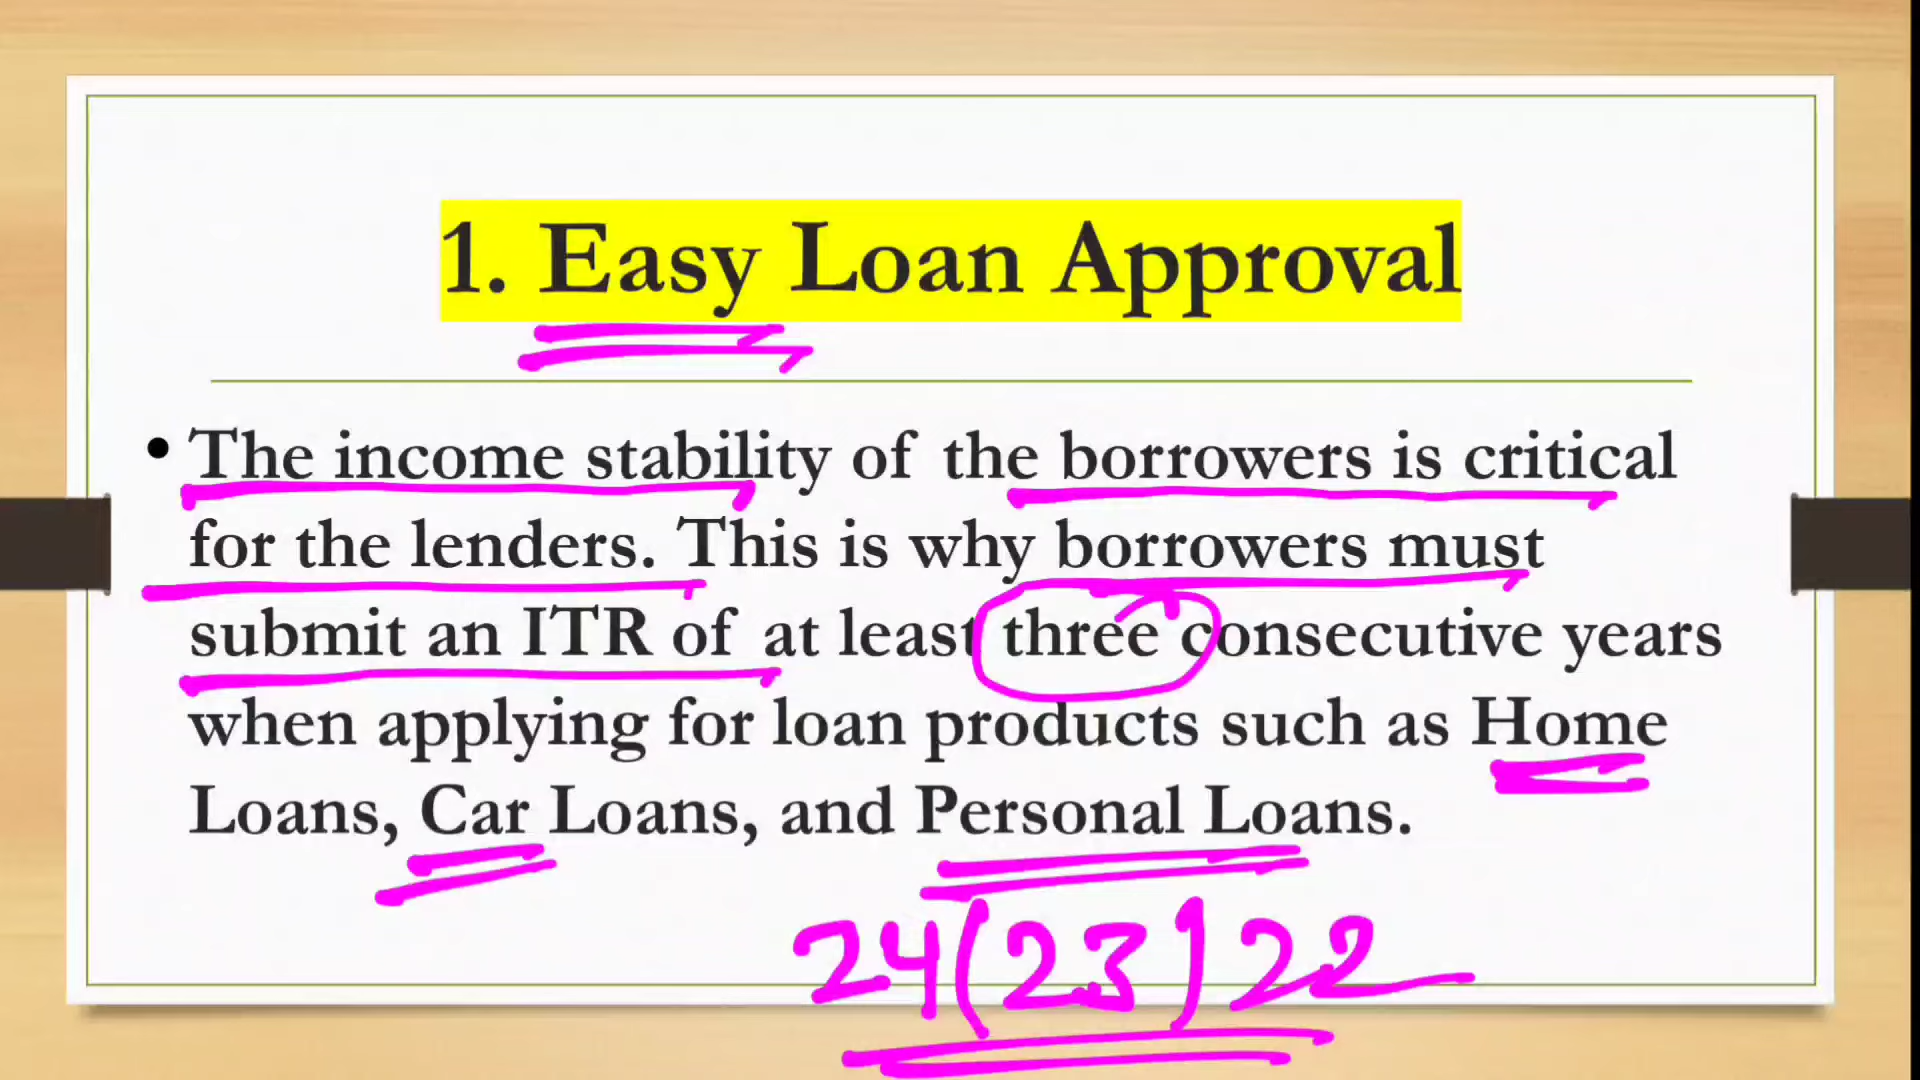 1. Easy Loan Approval
• The income stability of the borrowers is critical
for the lenders. This is why borrowers must
submit an ITR of at least three consecutive years
when applying for loan products such as Home
Loans, Car Loans, and Personal Loans.
24(23)22